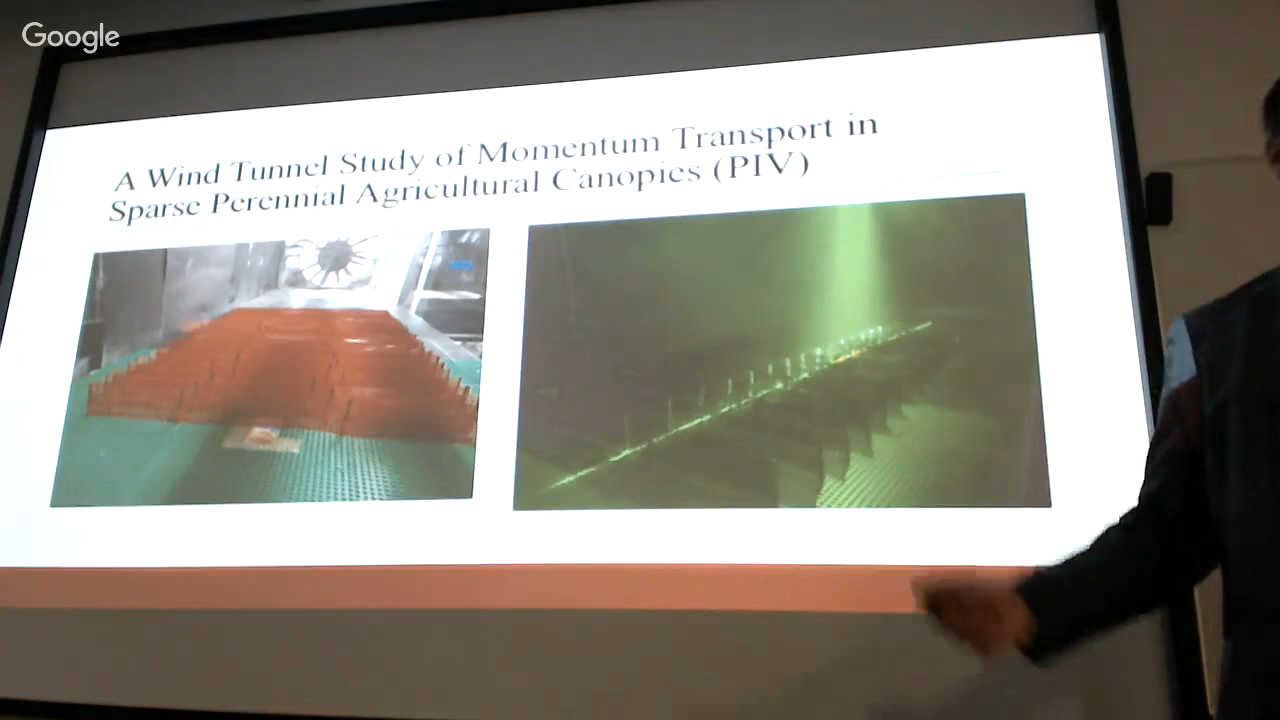 Google
A Wind Tunnel Study of Momentum Transport in
Sparse Perennial Agricultural Canopies (PIV)